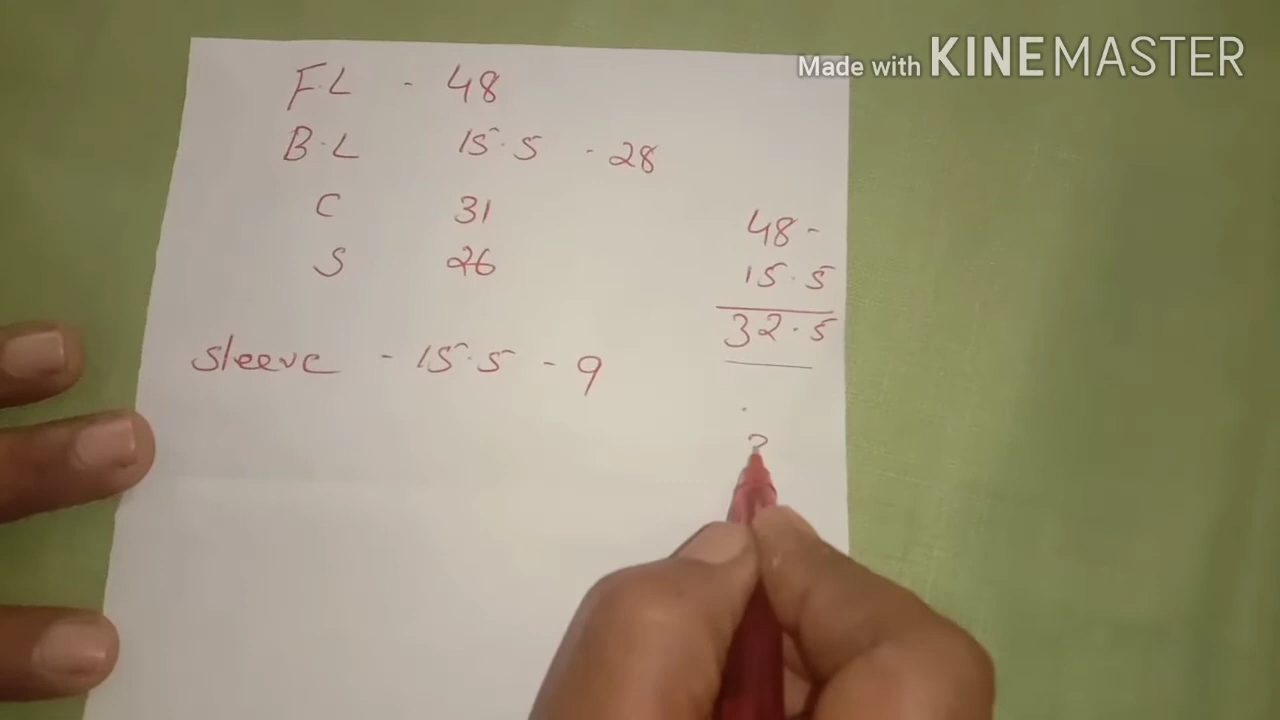 Made with KINEMASTER
F.L - 48
B.L 15.5 - 28
C 31
S 26
sleeve - 15.5 - 9
48 -
15.5
32.5